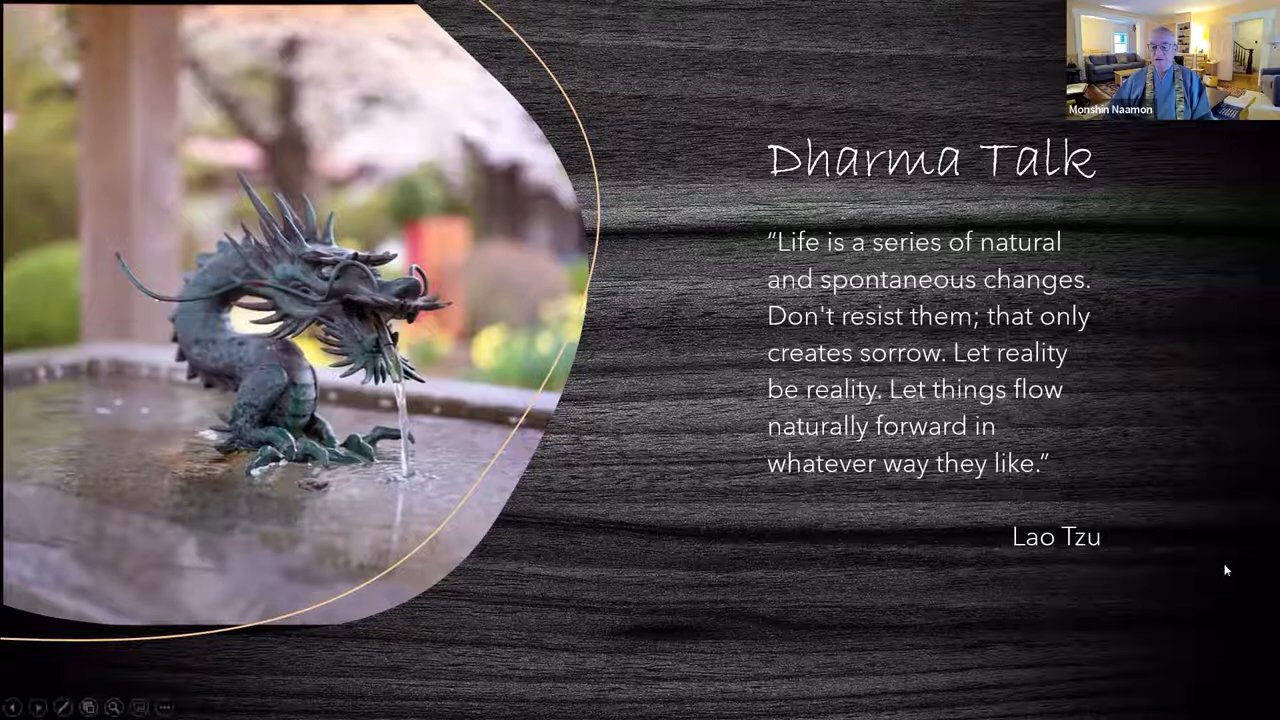 Monshin Naamon
Dharma Talk
“Life is a series of natural
and spontaneous changes.
Don't resist them; that only
creates sorrow. Let reality
be reality. Let things flow
naturally forward in
whatever way they like.”
Lao Tzu